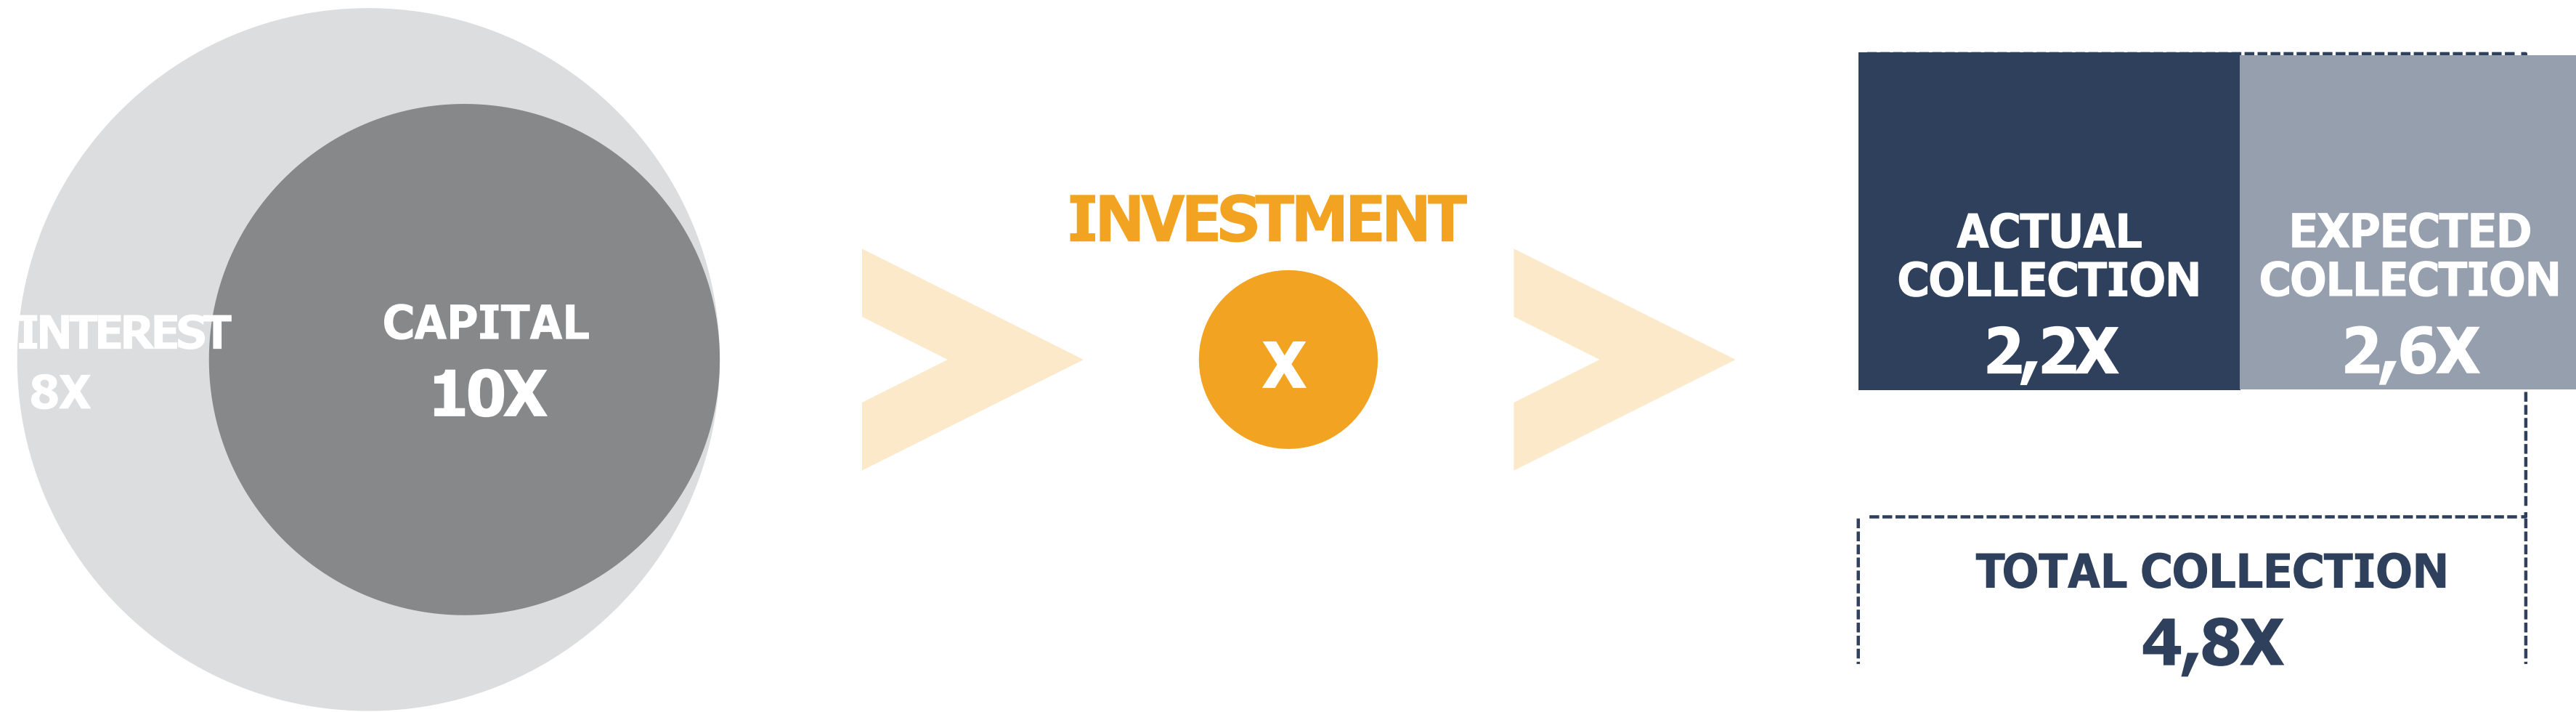 INTEREST
8X
CAPITAL
10X
INVESTMENT
X
ACTUAL
COLLECTION
2,2X
EXPECTED
COLLECTION
2,6X
TOTAL COLLECTION
4,8X